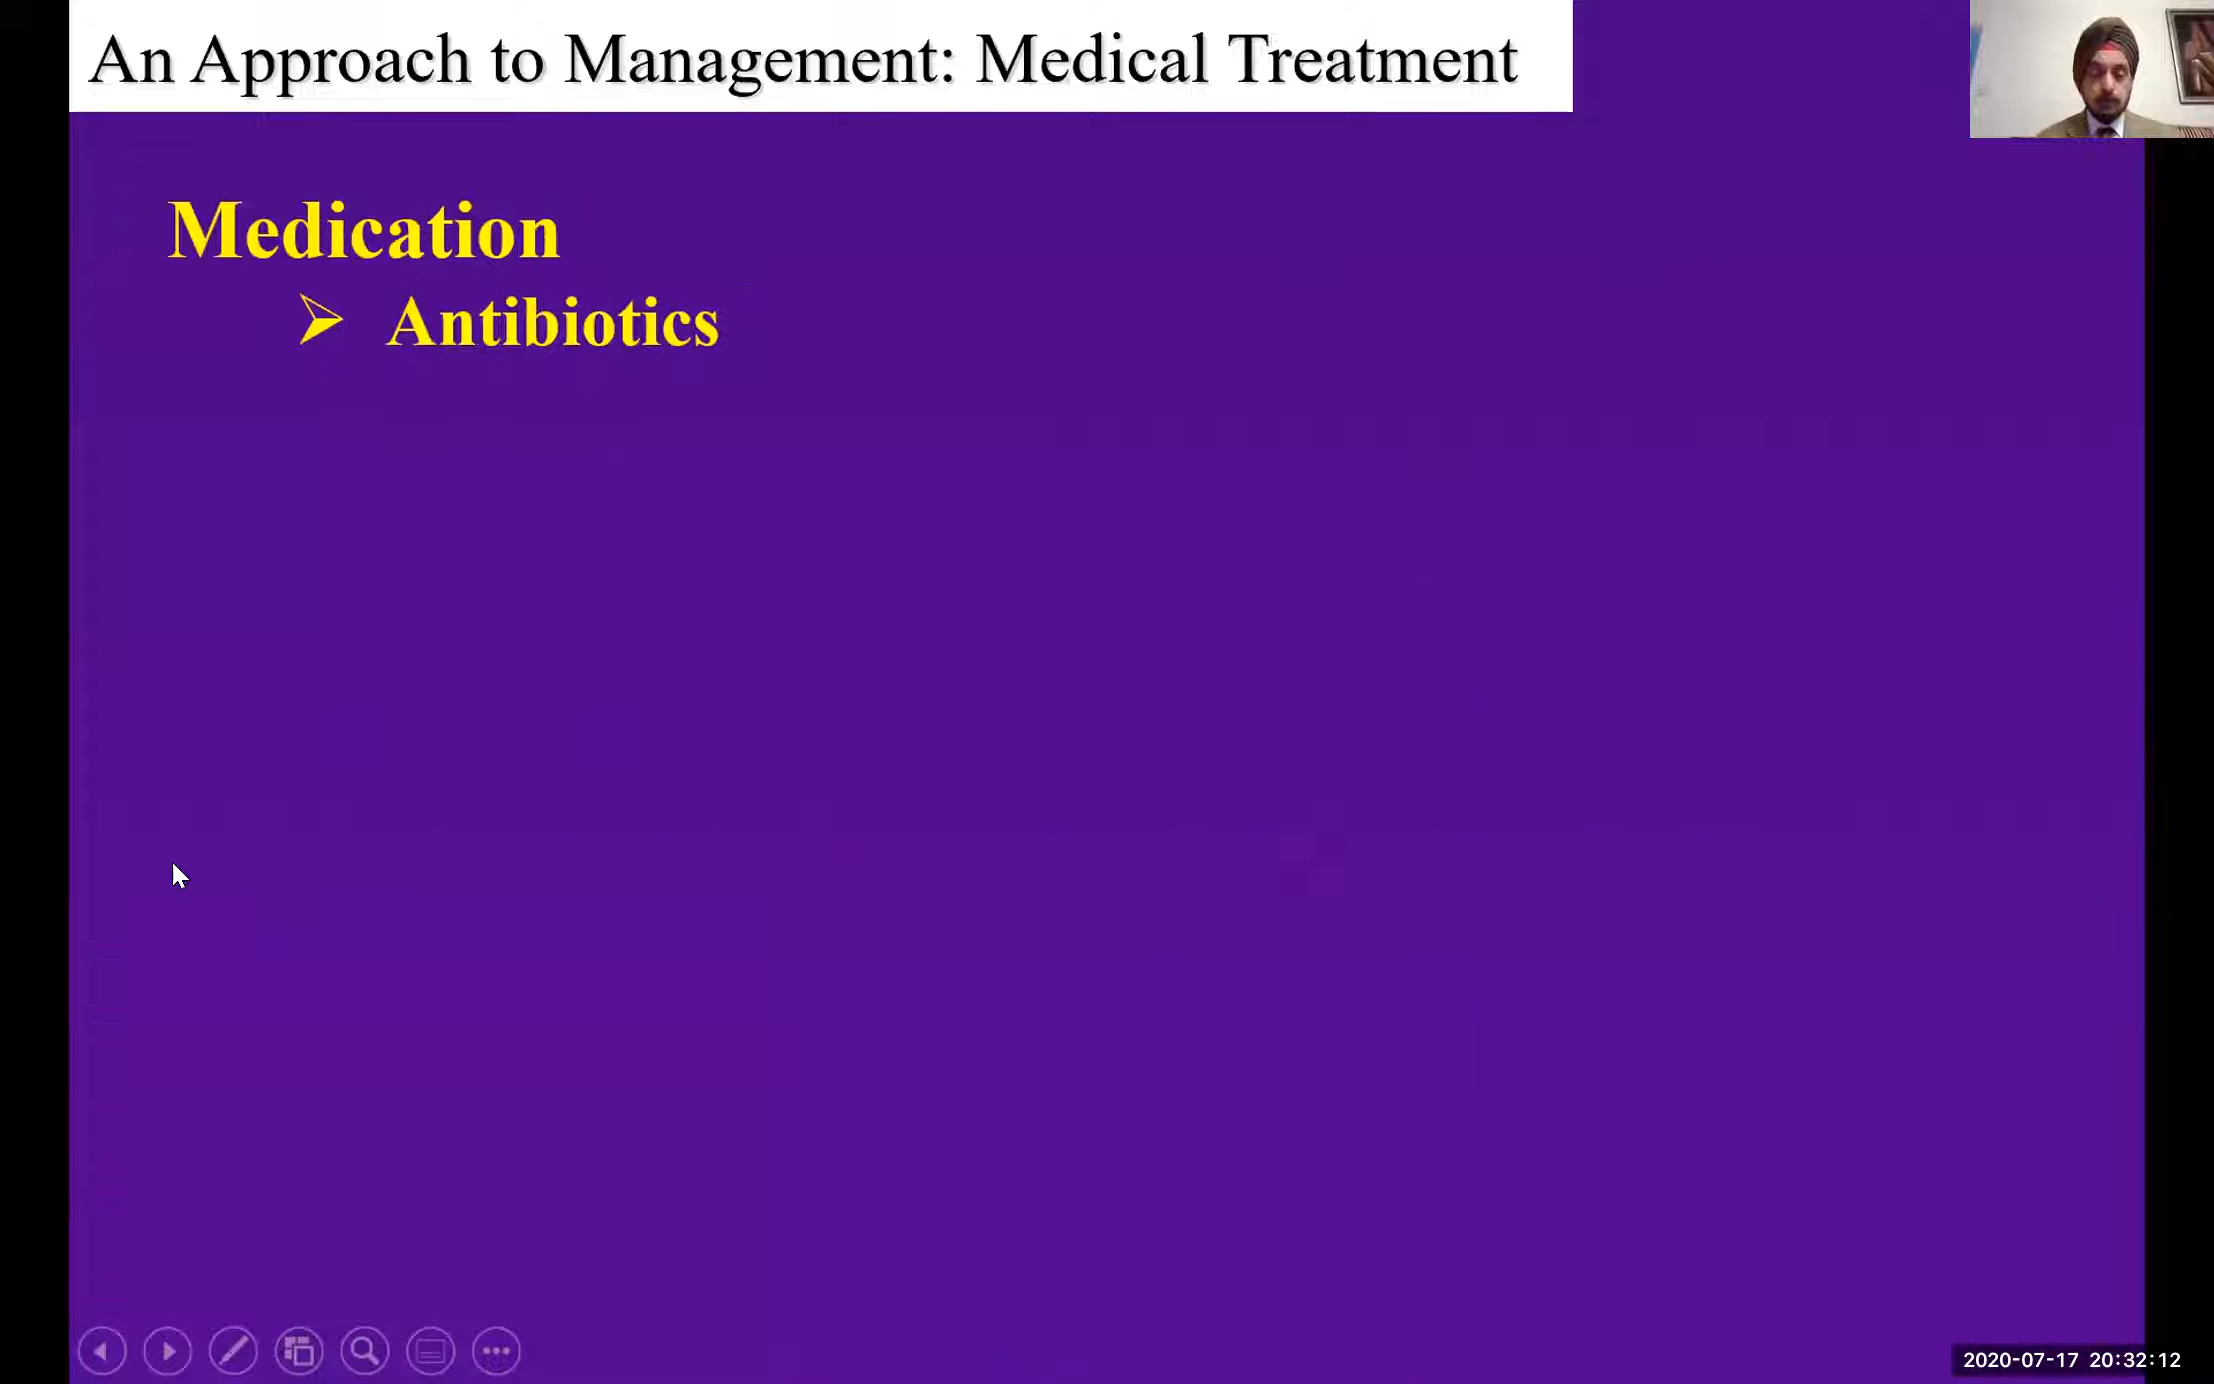 An Approach to Management: Medical Treatment
Medication
➢ Antibiotics
2020-07-17 20:32:12